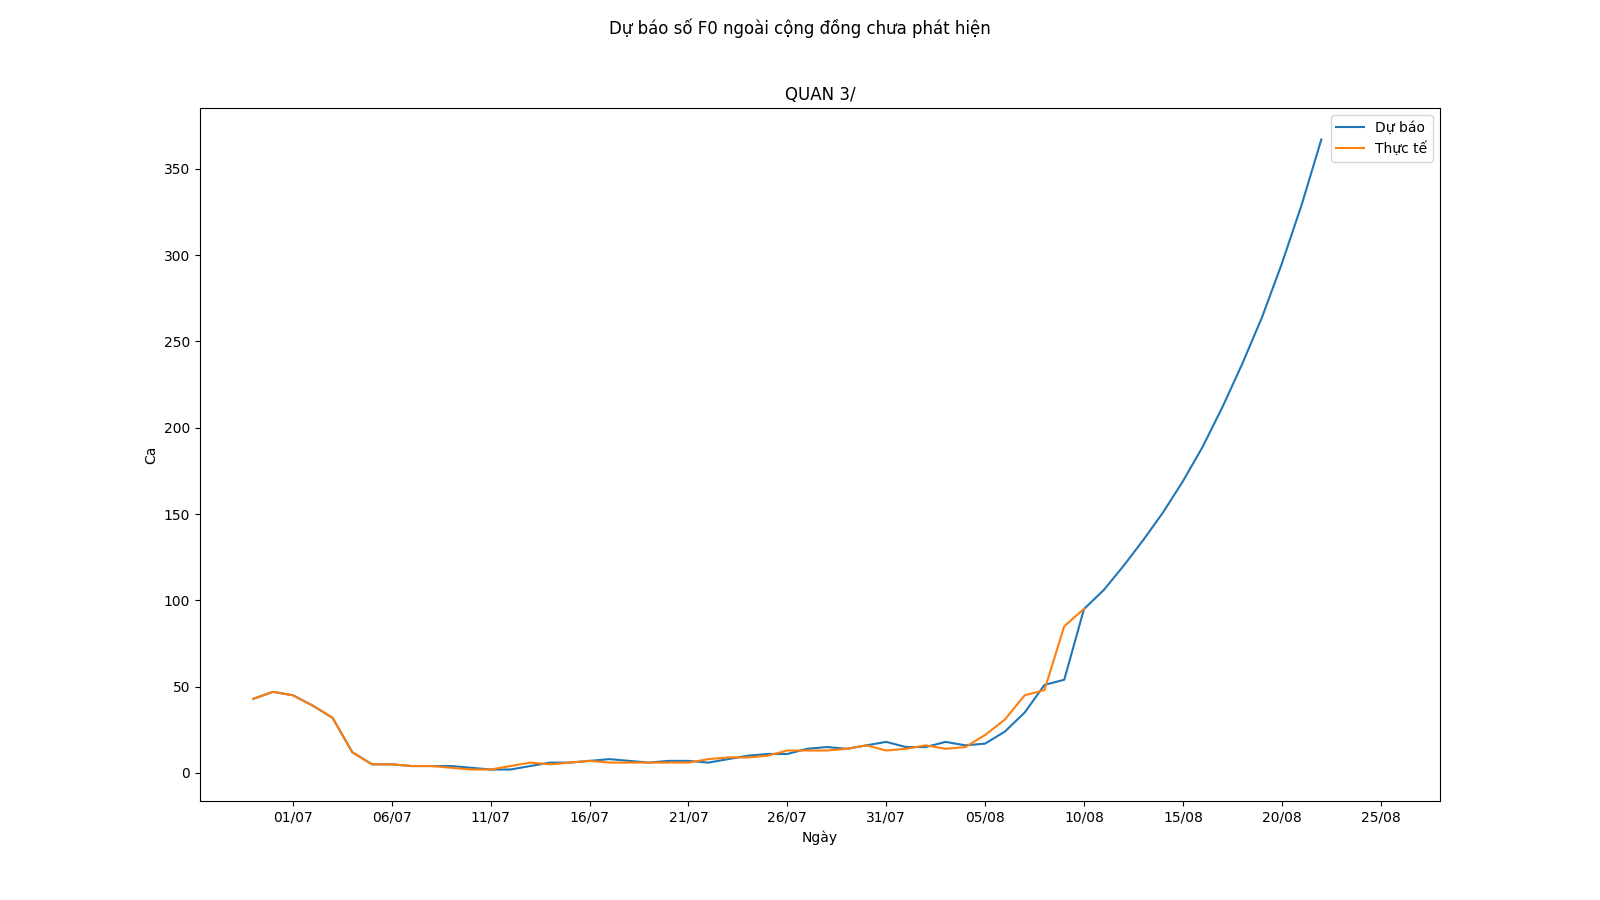 Dự báo số F0 ngoài cộng đồng chưa phát hiện
QUAN 3/
Dự báo
Thực tế
350
300
250
200
150
100
50
0
Ca
01/07 06/07 11/07 16/07 21/07 26/07 31/07 05/08 10/08 15/08 20/08 25/08
Ngày